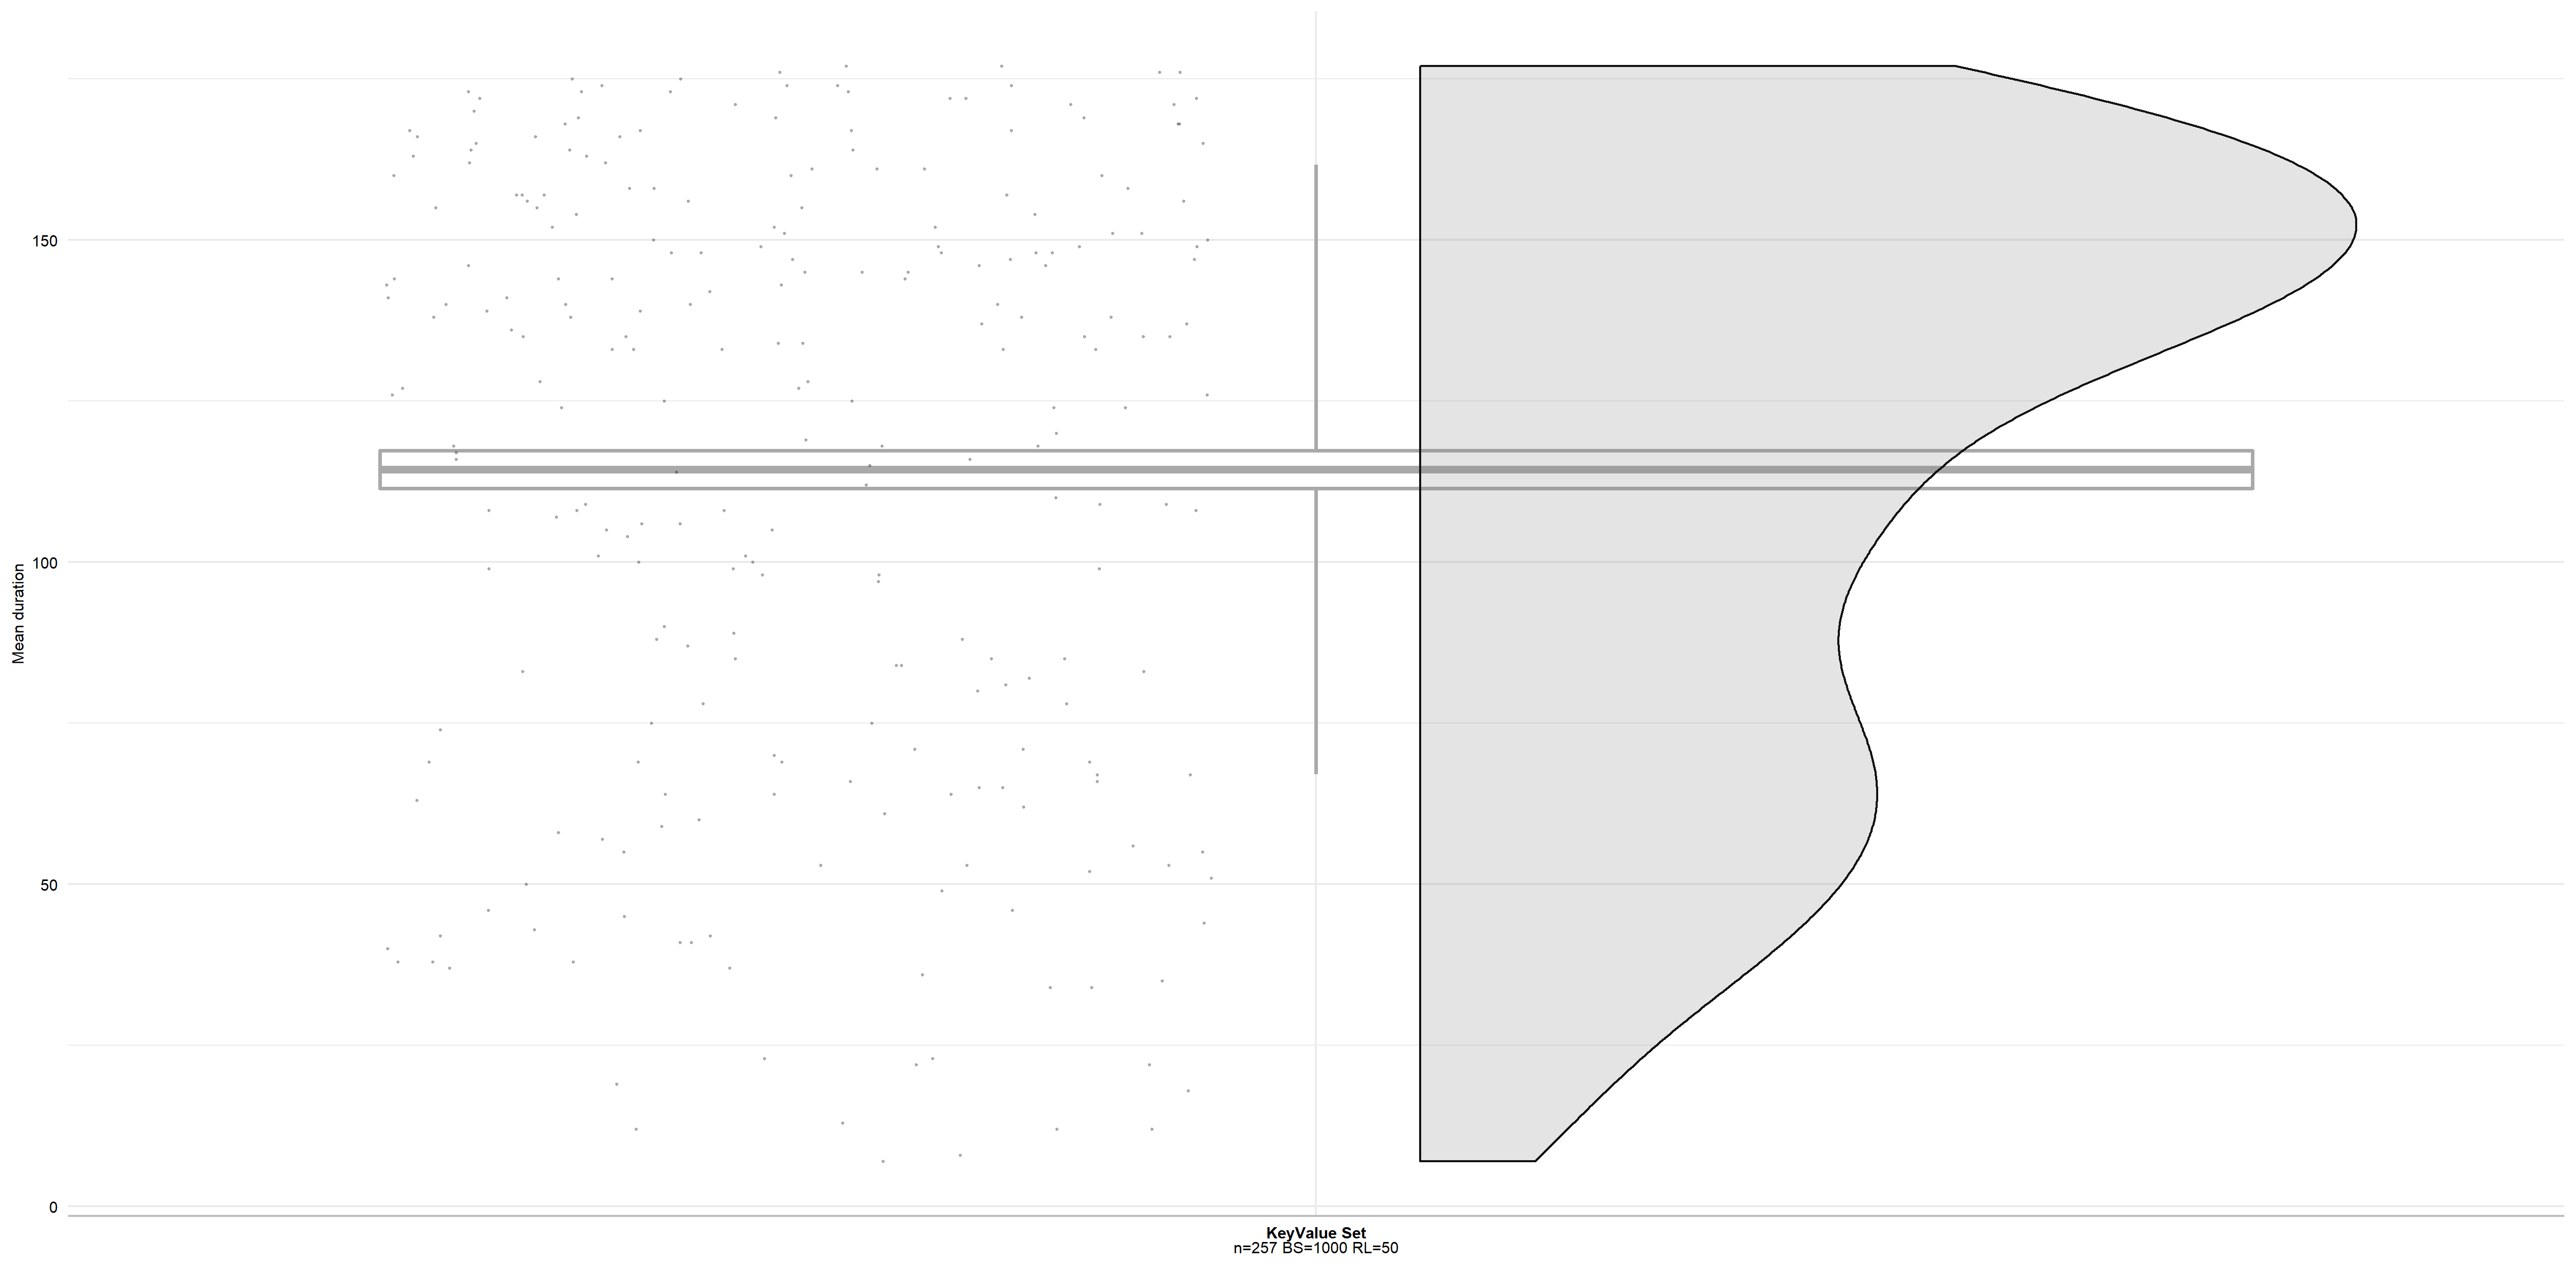 Mean duration
150
100
50
0
KeyValue Set
n=257 BS=1000 RL=50